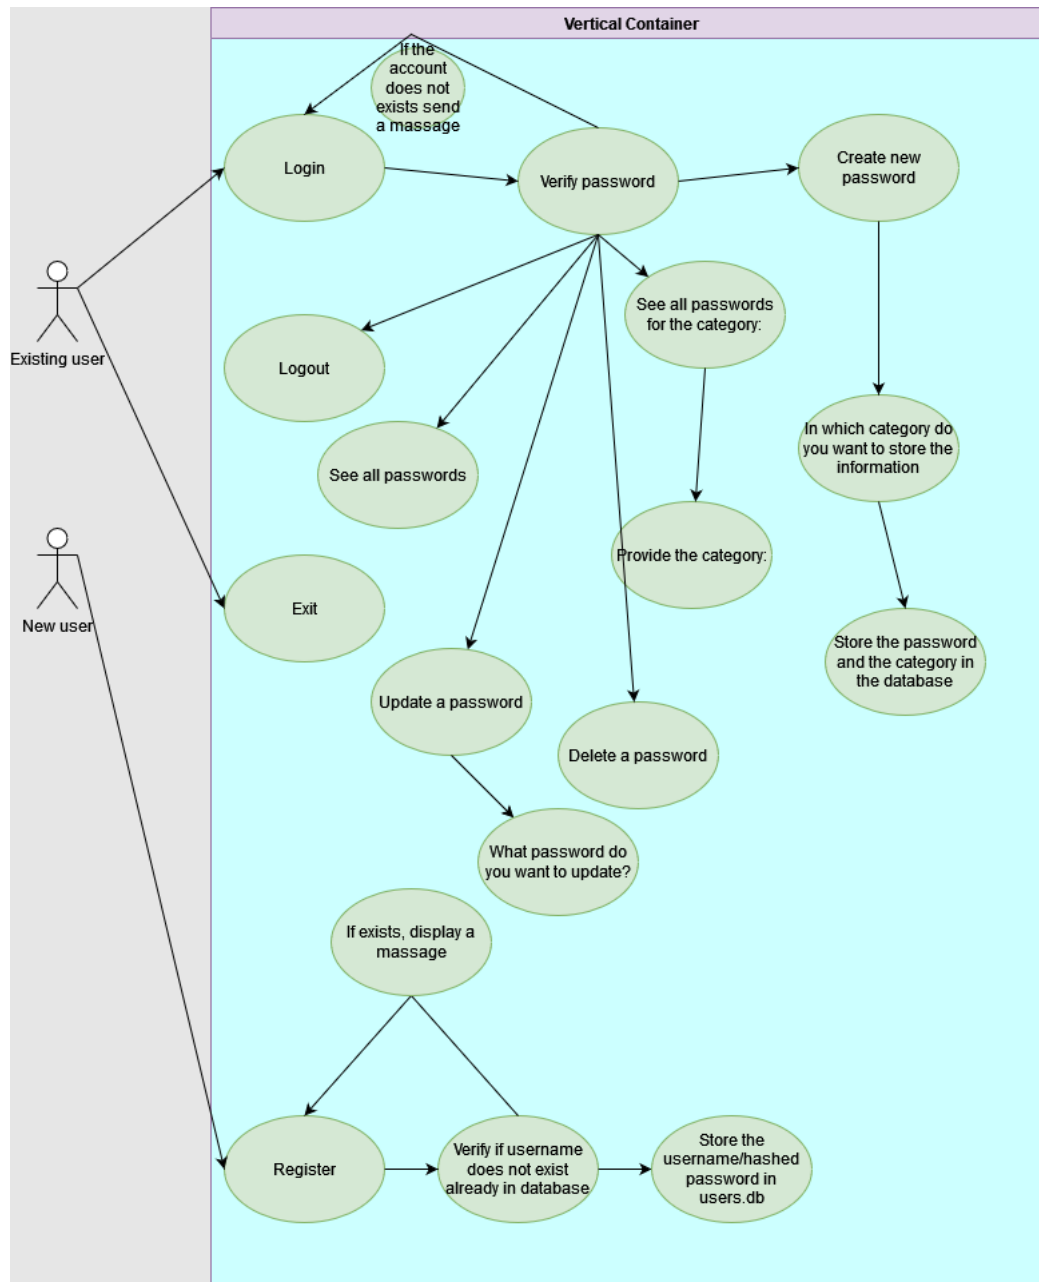 Vertical Container
If the
account
does not
exists send
a massage
Login
Verify password
Create new
password
See all passwords
for the category:
Existing user
Logout
In which category do
you want to store the
information
See all passwords
Provide the category:
New user
Exit
Store the password
and the category in
the database
Update a password
Delete a password
What password do
you want to update?
If exists, display a
massage
Register
Verify if username
does not exist
already in database
Store the
username/hashed
password in
users.db